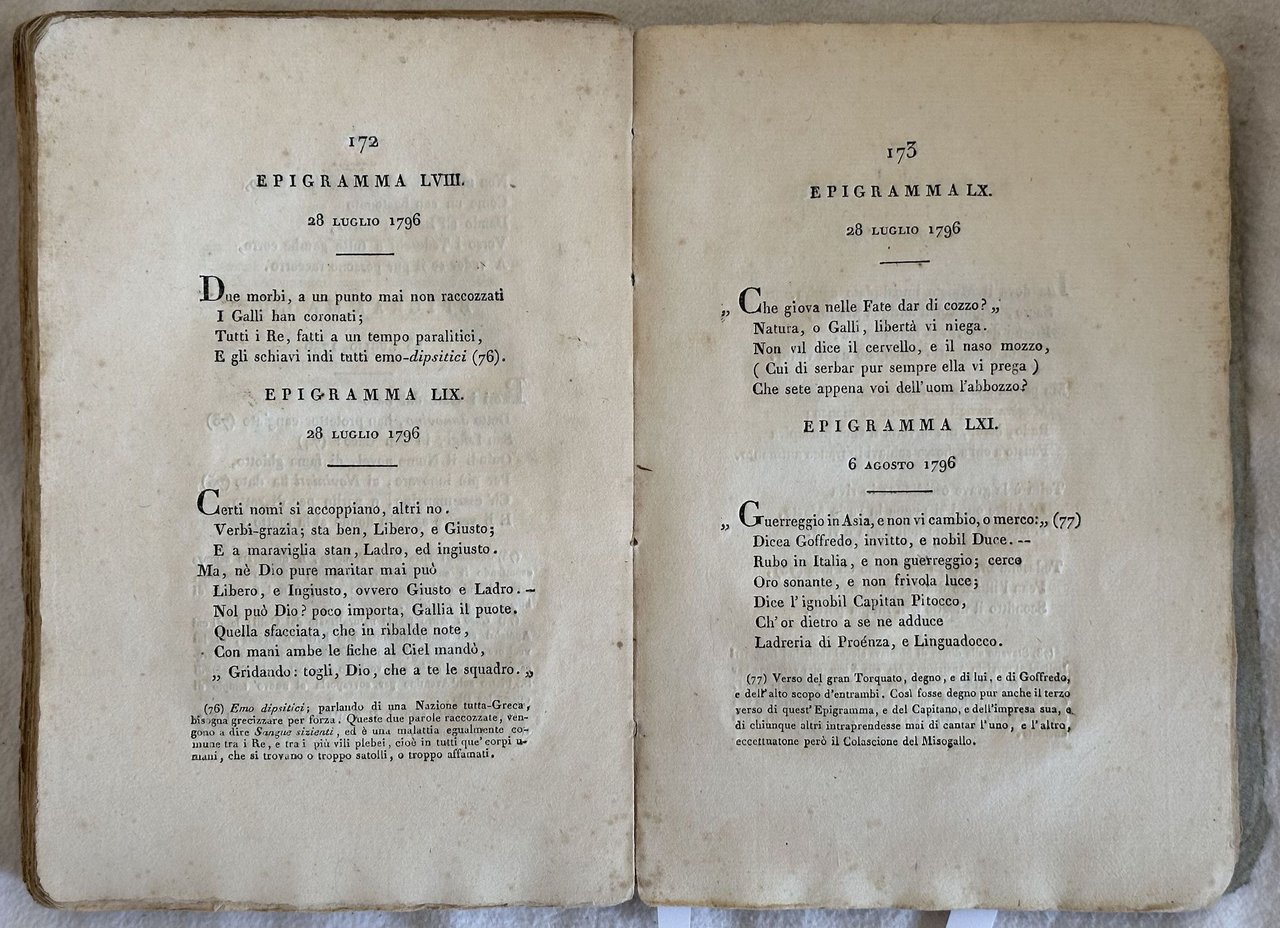 172
EPIGRAMMA LVIII.
28 LUGLIO 1796
Due morbi, a un punto mai non raccozzati
I Galli han coronati;
Tutti i Re, fatti a un tempo paralitici,
E gli schiavi indi tutti emo-dipsitici (76).
EPIGRAMMA LIX.
28 LUGLIO 1796
Certi nomi si accoppiano, altri no.
Verbi-grazia; sta ben, Libero, e Giusto;
E a maraviglia stan, Ladro, ed ingiusto.
Ma, nè Dio pure maritar mai può
Libero, e Ingiusto, ovvero Giusto e Ladro. —
Nol può Dio? poco importa, Gallia il puote.
Quella sfacciata, che in ribalde note,
Con mani ambe le fiche al Ciel mandò,
„ Gridando: togli, Dio, che a te le squadro. „
(76) Emo dipsitici; parlando di una Nazione tutta-Greca,
bisogna grecizzare per forza. Queste due parole raccozzate, ven-
gono a dire Sangue sizienti, ed è una malattia egualmente co-
mune tra i Re, e tra i più vili plebei, cioè in tutti que' corpi u-
mani, che si trovano o troppo satolli, o troppo affamati.
173
EPIGRAMMA LX.
28 LUGLIO 1796
„ Che giova nelle Fate dar di cozzo? „
Natura, o Galli, libertà vi niega.
Non vil dice il cervello, e il naso mozzo,
( Cui di serbar pur sempre ella vi prega )
Che sete appena voi dell'uom l'abbozzo?
EPIGRAMMA LXI.
6 AGOSTO 1796
„ Guerreggio in Asia, e non vi cambio, o merco: „ (77)
Dicea Goffredo, invitto, e nobil Duce. --
Rubo in Italia, e non guerreggio; cerco
Oro sonante, e non frivola luce;
Dice l'ignobil Capitan Pitocco,
Ch'or dietro a se ne adduce
Ladreria di Proénza, e Linguadocco.
(77) Verso del gran Torquato, degno, e di lui, e di Goffredo,
e dell'alto scopo d'entrambi. Così fosse degno pur anche il terzo
verso di quest'Epigramma, e del Capitano, e dell'impresa sua, e
di chiunque altri intraprendesse mai di cantar l'uno, e l'altro,
eccettuatone però il Colascione del Misogallo.